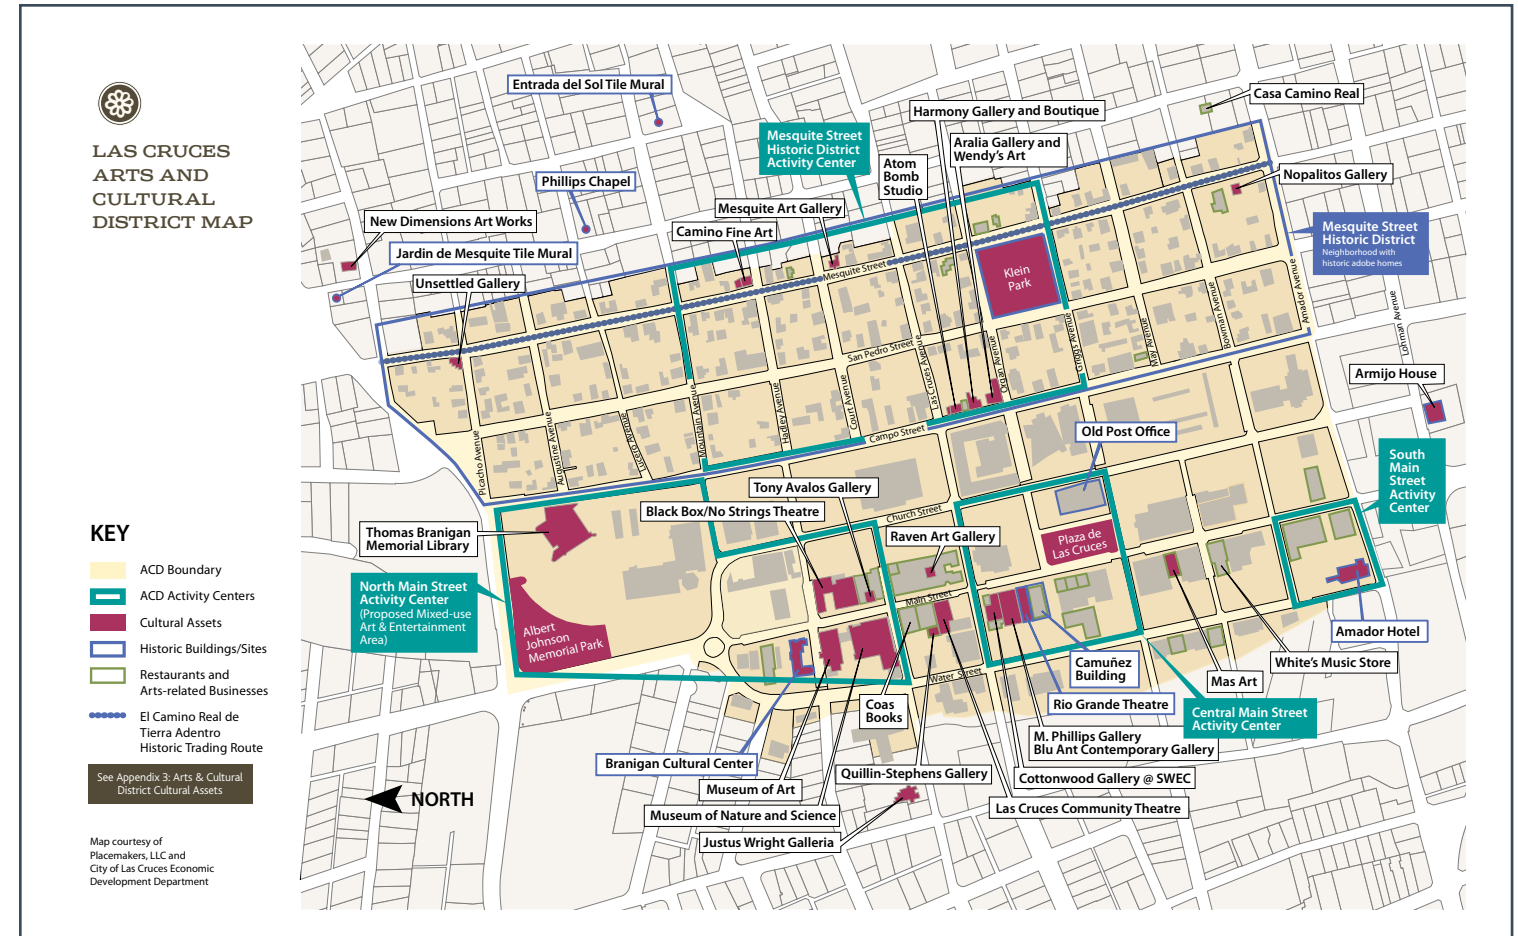 LAS CRUCES
ARTS AND
CULTURAL
DISTRICT MAP
KEY
ACD Boundary
ACD Activity Centers
Cultural Assets
Historic Buildings/Sites
Restaurants and
Arts-related Businesses
El Camino Real de
Tierra Adentro
Historic Trading Route
See Appendix 3: Arts & Cultural
District Cultural Assets
NORTH
Map courtesy of
Placemakers, LLC and
City of Las Cruces Economic
Development Department
Entrada del Sol Tile Mural
Casa Camino Real
Harmony Gallery and Boutique
Mesquite Street
Historic District
Activity Center
Aralia Gallery and
Wendy's Art
Atom
Bomb
Studio
Phillips Chapel
Nopalitos Gallery
Mesquite Art Gallery
New Dimensions Art Works
Camino Fine Art
Mesquite Street
Historic District
Neighborhood with
historic adobe homes
Jardin de Mesquite Tile Mural
Unsettled Gallery
Mesquite Street
Klein
Park
San Pedro Street
Campo Street
Church Street
Main Street
Water Street
Picacho Avenue
Augustine Avenue
Lucero Avenue
Mountain Avenue
Hadley Avenue
Court Avenue
Las Cruces Avenue
Organ Avenue
Griggs Avenue
May Avenue
Bowman Avenue
Amador Avenue
Lohman Avenue
Armijo House
Old Post Office
South
Main
Street
Activity
Center
Tony Avalos Gallery
Black Box/No Strings Theatre
Thomas Branigan
Memorial Library
Raven Art Gallery
Plaza de
Las Cruces
North Main Street
Activity Center
(Proposed Mixed-use
Art & Entertainment
Area)
Albert
Johnson
Memorial Park
Amador Hotel
White's Music Store
Camuñez
Building
Mas Art
Rio Grande Theatre
Coas
Books
Central Main Street
Activity Center
M. Phillips Gallery
Blu Ant Contemporary Gallery
Branigan Cultural Center
Quillin-Stephens Gallery
Cottonwood Gallery @ SWEC
Museum of Art
Las Cruces Community Theatre
Museum of Nature and Science
Justus Wright Galleria